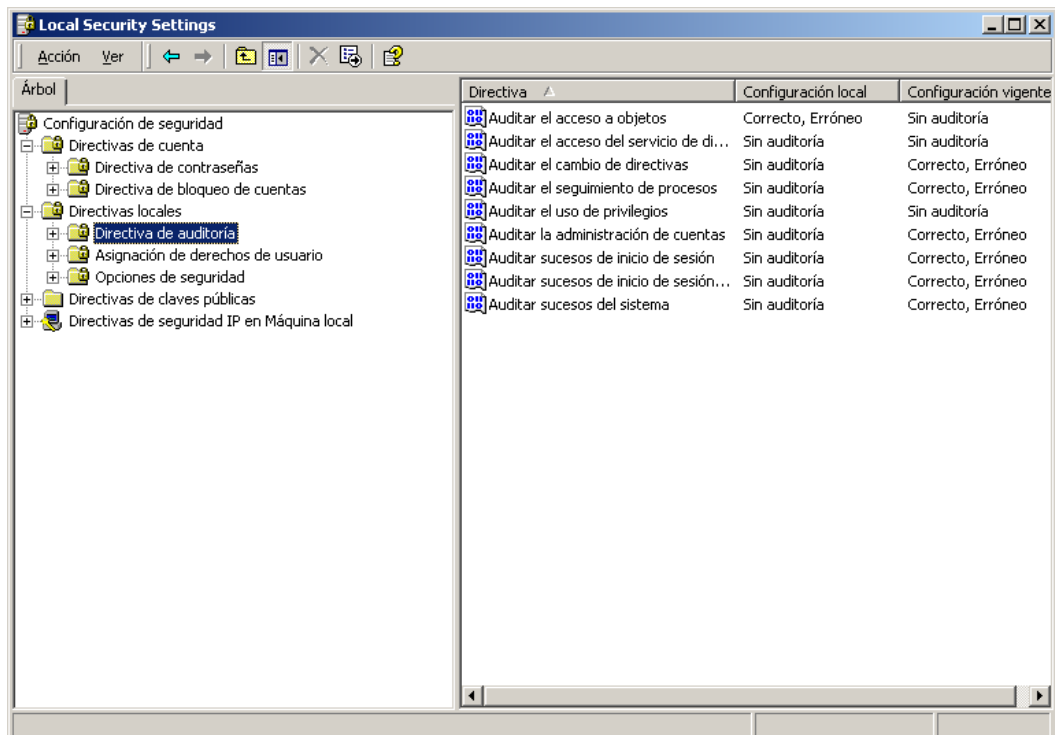 Local Security Settings
Acción Ver
Árbol
Configuración de seguridad
Directivas de cuenta
Directiva de contraseñas
Directiva de bloqueo de cuentas
Directivas locales
Directiva de auditoría
Asignación de derechos de usuario
Opciones de seguridad
Directivas de claves públicas
Directivas de seguridad IP en Máquina local
Directiva Configuración local Configuración vigente
Auditar el acceso a objetos Correcto, Erróneo Sin auditoría
Auditar el acceso del servicio de di... Sin auditoría Sin auditoría
Auditar el cambio de directivas Sin auditoría Correcto, Erróneo
Auditar el seguimiento de procesos Sin auditoría Correcto, Erróneo
Auditar el uso de privilegios Sin auditoría Sin auditoría
Auditar la administración de cuentas Sin auditoría Correcto, Erróneo
Auditar sucesos de inicio de sesión Sin auditoría Correcto, Erróneo
Auditar sucesos de inicio de sesión... Sin auditoría Correcto, Erróneo
Auditar sucesos del sistema Sin auditoría Correcto, Erróneo